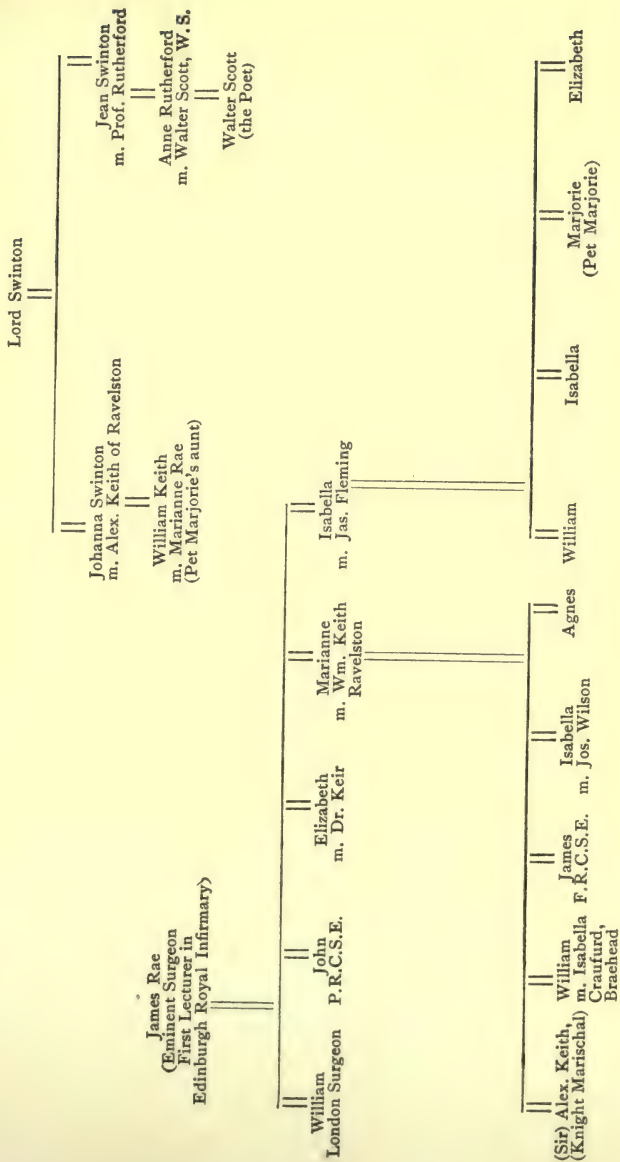 Lord Swinton
Johanna Swinton
m. Alex. Keith of Ravelston
Jean Swinton
m. Prof. Rutherford
William Keith
m. Marianne Rae
(Pet Marjorie's aunt)
Anne Rutherford
m. Walter Scott, W.S.
Walter Scott
(the Poet)
James Rae
(Eminent Surgeon
First Lecturer in
Edinburgh Royal Infirmary)
William
London Surgeon
John
P.R.C.S.E.
Elizabeth
m. Dr. Keir
Marianne
m. Wm. Keith
Ravelston
Isabella
m. Jas. Fleming
(Sir) Alex. Keith,
(Knight Marischal)
William
m. Isabella
Craufurd,
Braehead
James
F.R.C.S.E.
Isabella
m. Jos. Wilson
Agnes
William
Isabella
Marjorie
(Pet Marjorie)
Elizabeth